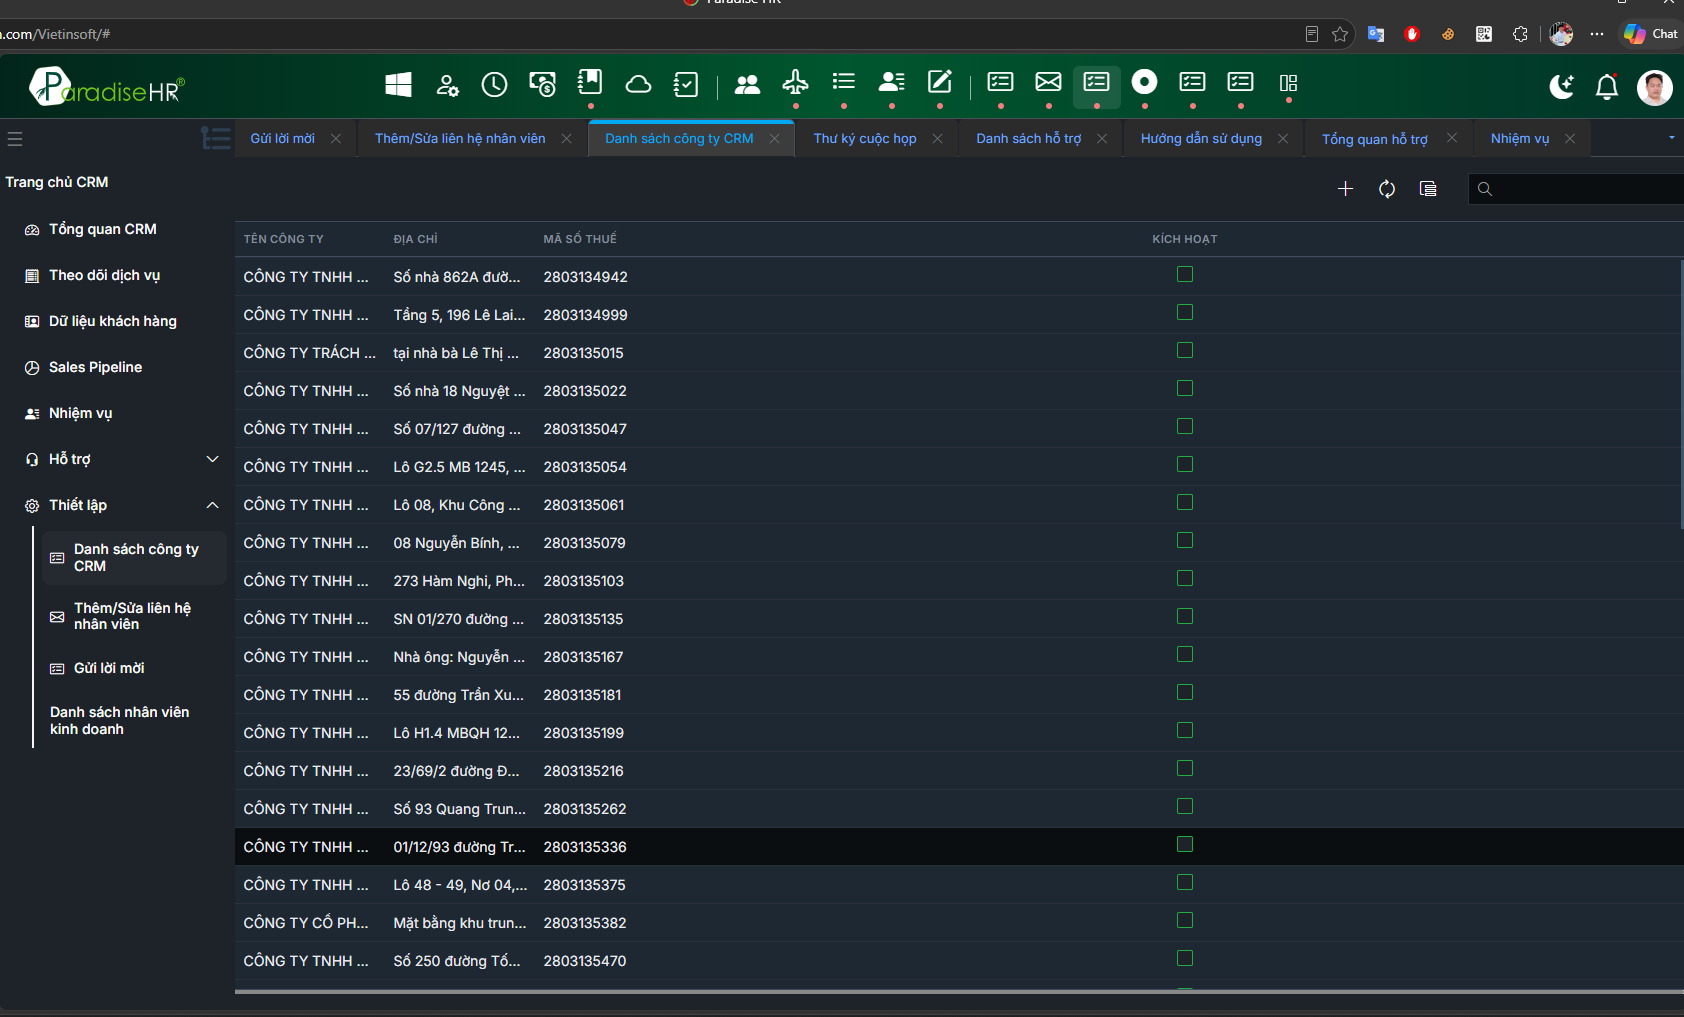 n.com/Vietinsoft/#
Chat
ParadiseHR®
Gửi lời mời
Thêm/Sửa liên hệ nhân viên
Danh sách công ty CRM
Thư ký cuộc họp
Danh sách hỗ trợ
Hướng dẫn sử dụng
Tổng quan hỗ trợ
Nhiệm vụ
Trang chủ CRM
Tổng quan CRM
Theo dõi dịch vụ
Dữ liệu khách hàng
Sales Pipeline
Nhiệm vụ
Hỗ trợ
Thiết lập
Danh sách công ty
CRM
Thêm/Sửa liên hệ
nhân viên
Gửi lời mời
Danh sách nhân viên
kinh doanh
TÊN CÔNG TY ĐỊA CHỈ MÃ SỐ THUẾ KÍCH HOẠT
CÔNG TY TNHH ... Số nhà 862A đườ... 2803134942
CÔNG TY TNHH ... Tầng 5, 196 Lê Lai... 2803134999
CÔNG TY TRÁCH ... tại nhà bà Lê Thị ... 2803135015
CÔNG TY TNHH ... Số nhà 18 Nguyệt ... 2803135022
CÔNG TY TNHH ... Số 07/127 đường ... 2803135047
CÔNG TY TNHH ... Lô G2.5 MB 1245, ... 2803135054
CÔNG TY TNHH ... Lô 08, Khu Công ... 2803135061
CÔNG TY TNHH ... 08 Nguyễn Bính, ... 2803135079
CÔNG TY TNHH ... 273 Hàm Nghi, Ph... 2803135103
CÔNG TY TNHH ... SN 01/270 đường ... 2803135135
CÔNG TY TNHH ... Nhà ông: Nguyễn ... 2803135167
CÔNG TY TNHH ... 55 đường Trần Xu... 2803135181
CÔNG TY TNHH ... Lô H1.4 MBQH 12... 2803135199
CÔNG TY TNHH ... 23/69/2 đường Đ... 2803135216
CÔNG TY TNHH ... Số 93 Quang Trun... 2803135262
CÔNG TY TNHH ... 01/12/93 đường Tr... 2803135336
CÔNG TY TNHH ... Lô 48 - 49, Nơ 04,... 2803135375
CÔNG TY CỔ PH... Mặt bằng khu trun... 2803135382
CÔNG TY TNHH ... Số 250 đường Tố... 2803135470